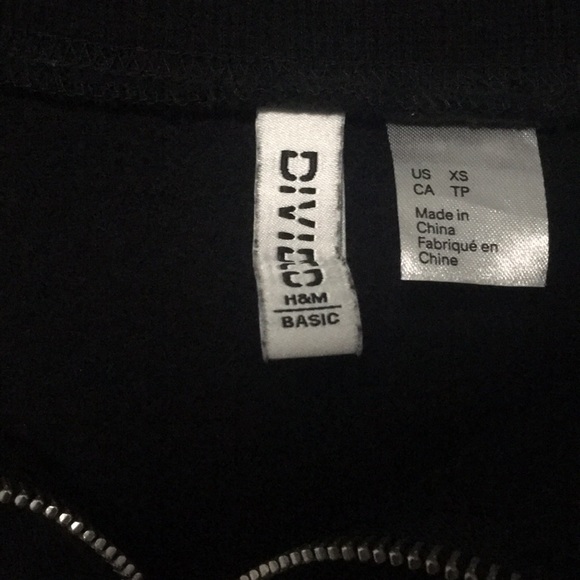 DIVIDED
H&M
BASIC
US XS
CA TP
Made in
China
Fabriqué en
Chine